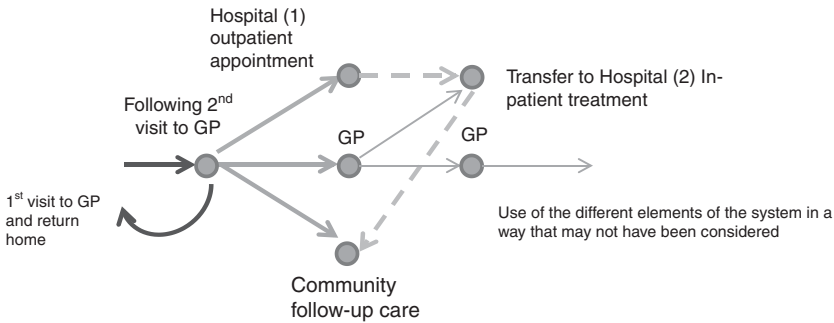 Hospital (1)
outpatient
appointment
Transfer to Hospital (2) In-
patient treatment
Following 2nd
visit to GP
GP
GP
1st visit to GP
and return
home
Use of the different elements of the system in a
way that may not have been considered
Community
follow-up care